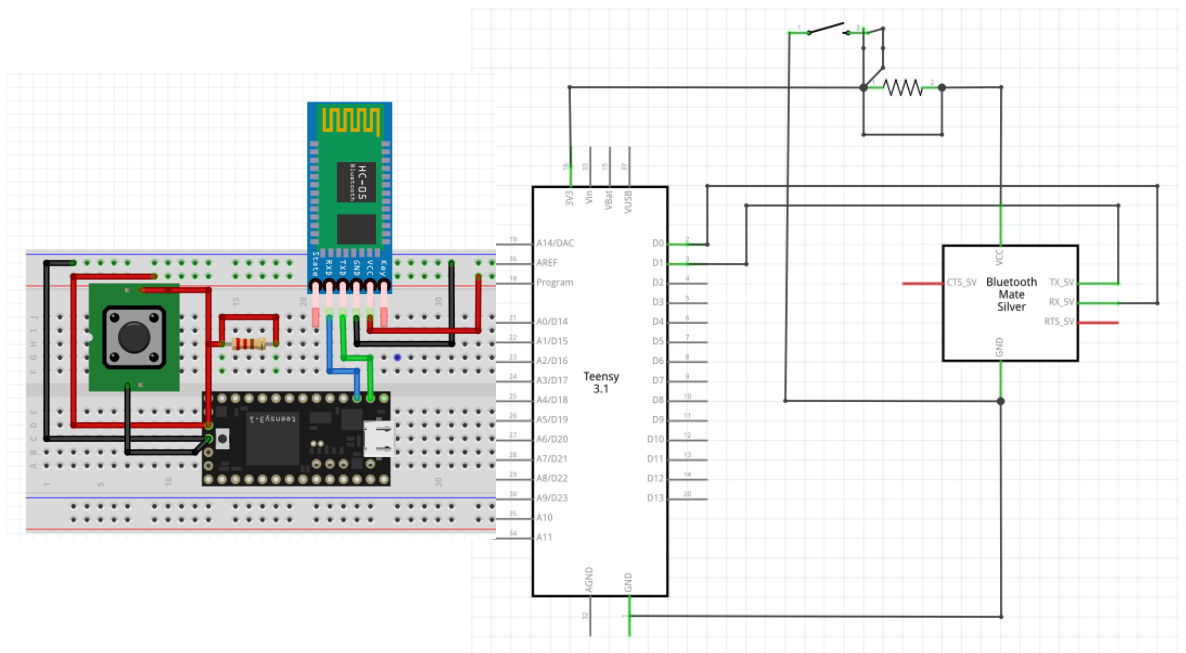 HC-05
Bluetooth
State
RXD
TXD
GND
VCC
Key
15
20
30
J
I
H
G
F
E
D
C
B
A
1
5
10
30
teensy3.1
1
2
16
33
15
37
3V3
Vin
VBat
VUSB
19 A14/DAC
36 AREF
18 Program
21 A0/D14
22 A1/D15
23 A2/D16
24 A3/D17
25 A4/D18
26 A5/D19
27 A6/D20
28 A7/D21
29 A8/D22
30 A9/D23
35 A10
34 A11
Teensy
3.1
D0 2
D1 3
D2 4
D3 5
D4 6
D5 7
D6 8
D7 9
D8 10
D9 11
D10 12
D11 13
D12 14
D13 20
AGND
GND
32
1
VCC
CTS_5V
Bluetooth
Mate
Silver
TX_5V
RX_5V
RTS_5V
GND